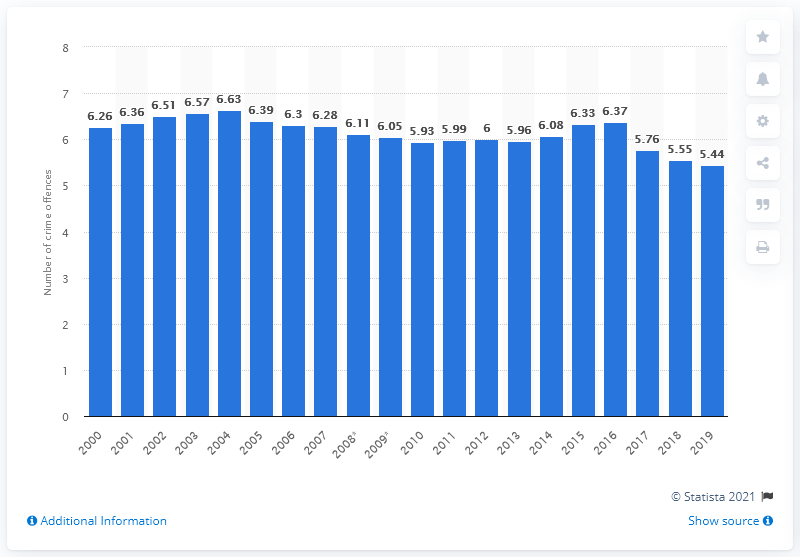 8
7
6
5
4
3
2
1
0
Number of crime offences
6.26 6.36 6.51 6.57 6.63 6.39 6.3 6.28 6.11 6.05 5.93 5.99 6 5.96 6.08 6.33 6.37 5.76 5.55 5.44
2000 2001 2002 2003 2004 2005 2006 2007 2008* 2009* 2010 2011 2012 2013 2014 2015 2016 2017 2018 2019
© Statista 2021
Additional Information
Show source